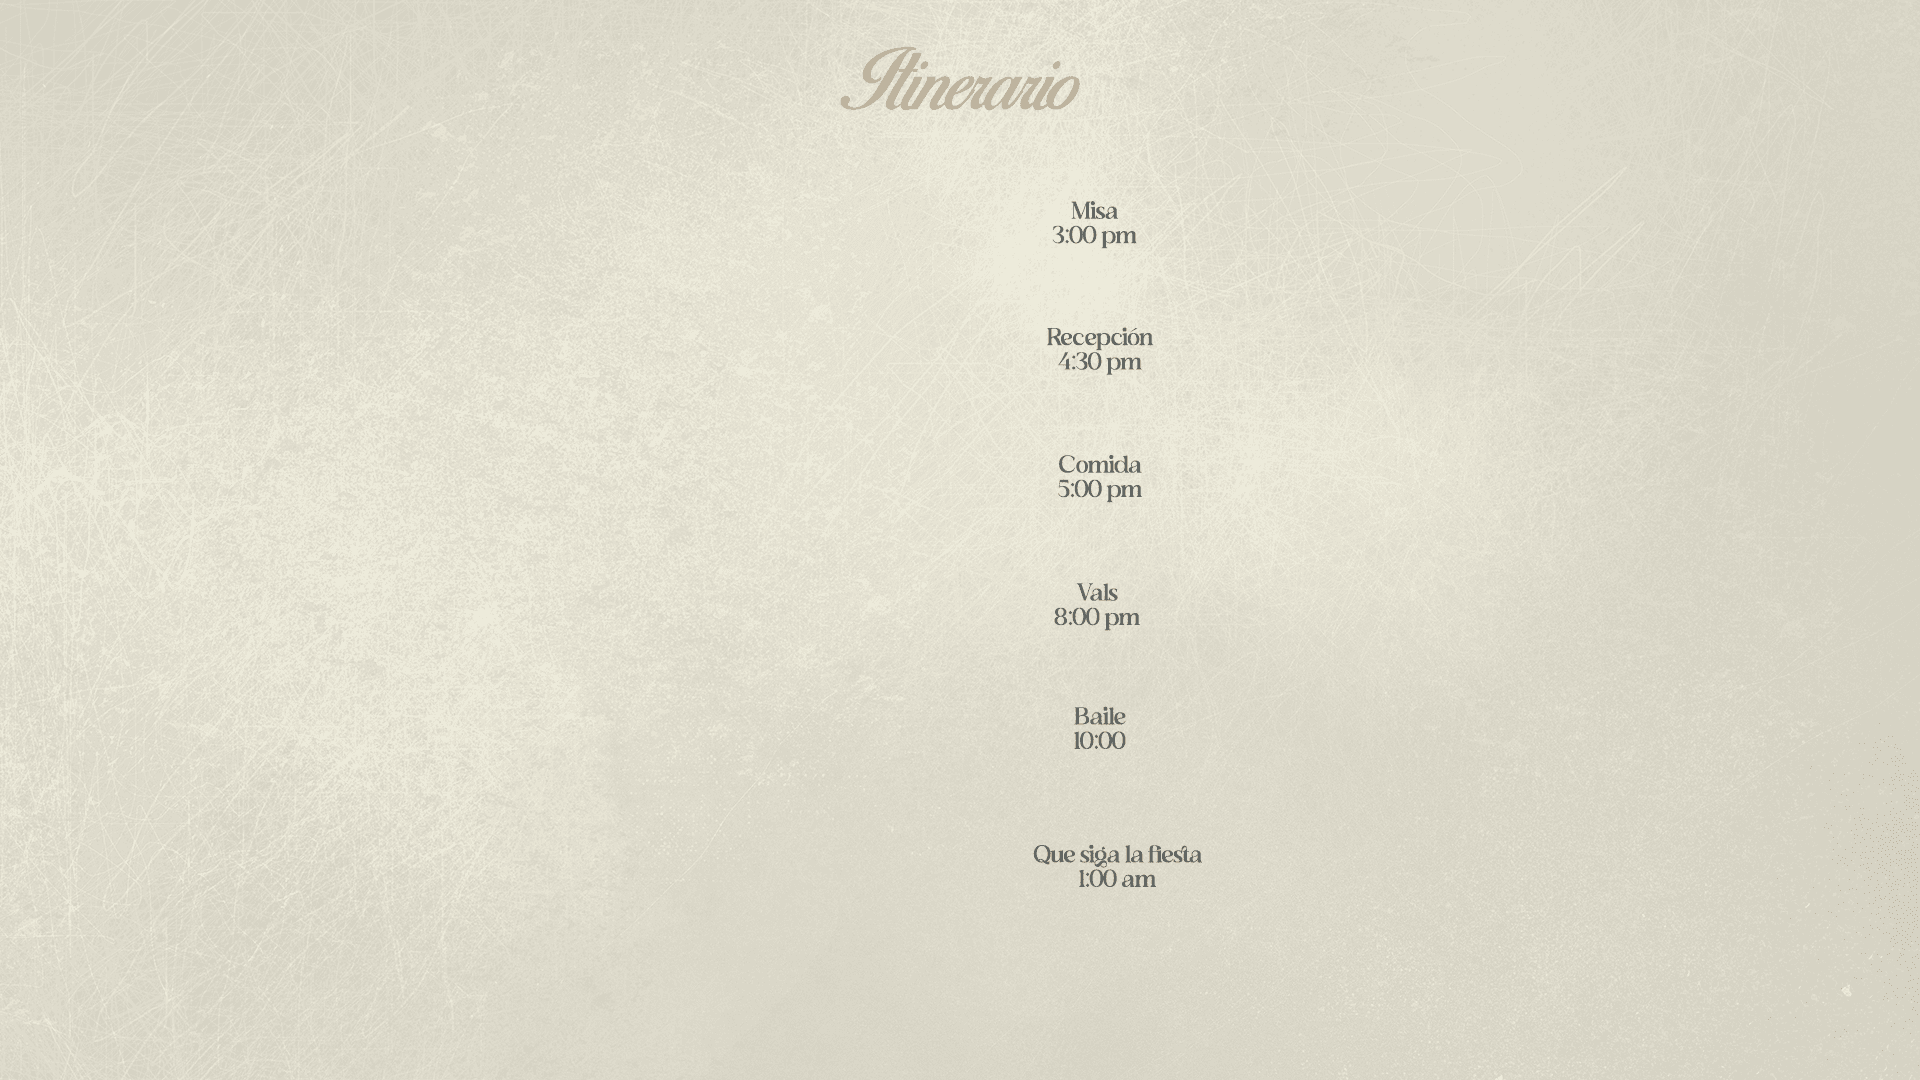 Itinerario
Misa
3:00 pm
Recepción
4:30 pm
Comida
5:00 pm
Vals
8:00 pm
Baile
10:00
Que siga la fiesta
1:00 am